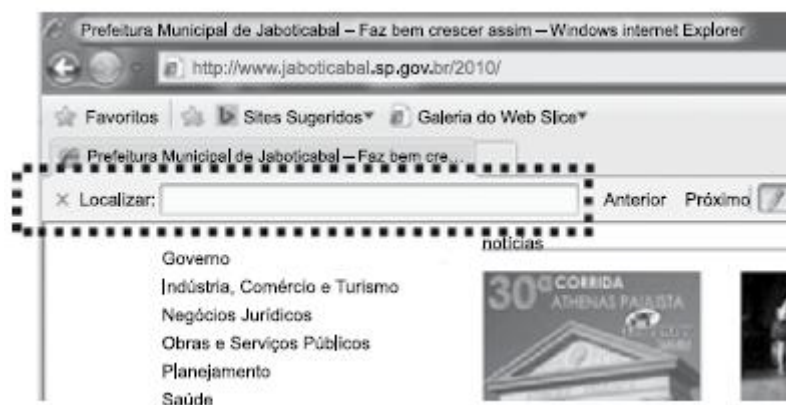 Prefeitura Municipal de Jaboticabal – Faz bem crescer assim – Windows internet Explorer
http://www.jaboticabal.sp.gov.br/2010/
Favoritos Sites Sugeridos Galeria do Web Slice
Prefeitura Municipal de Jaboticabal – Faz bem cre...
Localizar: Anterior Próximo
notícias
Governo
Indústria, Comércio e Turismo
Negócios Jurídicos
Obras e Serviços Públicos
Planejamento
Saúde
30ª CORRIDA
ATHENAS PAULISTA